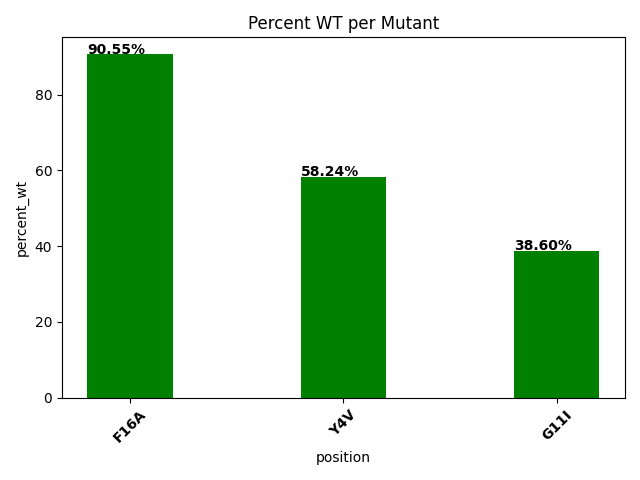 Percent WT per Mutant
90.55%
58.24%
38.60%
percent_wt
80
60
40
20
0
F16A
Y4V
G11I
position